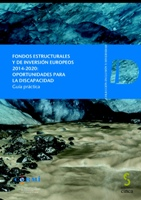 FONDOS ESTRUCTURALES
Y DE INVERSIÓN EUROPEOS
2014-2020:
OPORTUNIDADES PARA
LA DISCAPACIDAD
Guía práctica